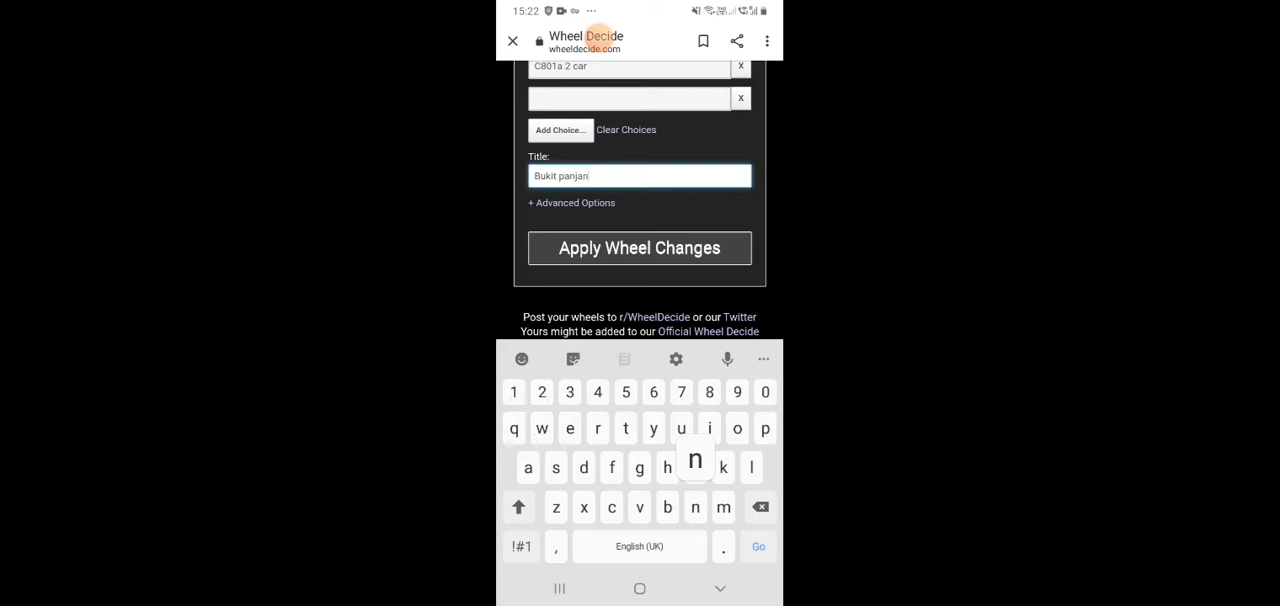 15:22
Wheel Decide
wheeldecide.com
C801a 2 car
X
X
Add Choice...
Clear Choices
Title:
Bukit panjan
+ Advanced Options
Apply Wheel Changes
Post your wheels to r/WheelDecide or our Twitter
Yours might be added to our Official Wheel Decide
1 2 3 4 5 6 7 8 9 0
q w e r t y u i o p
n
a s d f g h k l
z x c v b n m
!#1 , English (UK) . Go